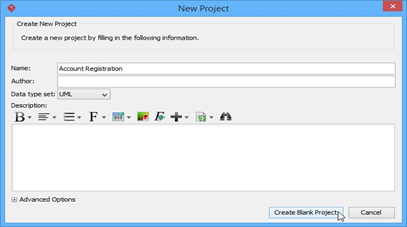 New Project
Create New Project
Create a new project by filling in the following information.
Name: Account Registration
Author:
Data type set: UML
Description:
B F
Advanced Options
Create Blank Project Cancel